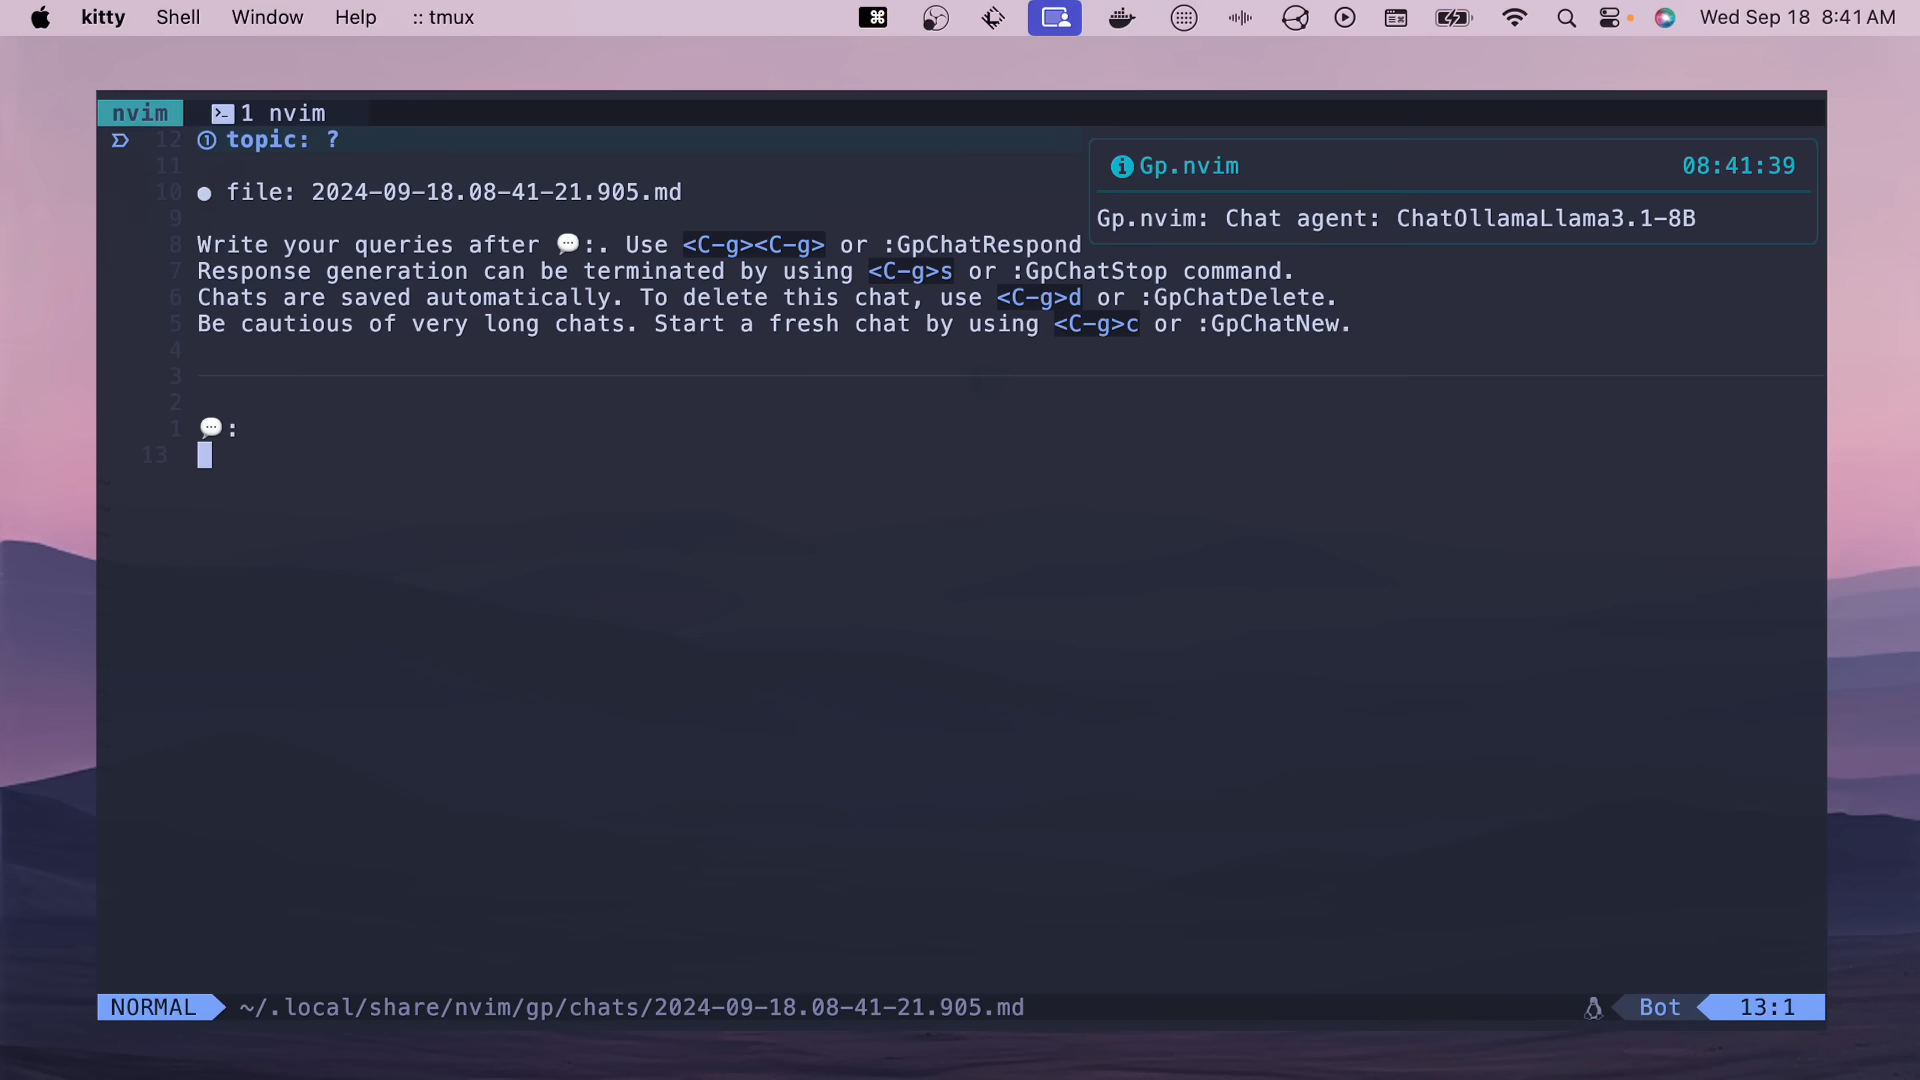 kitty Shell Window Help :: tmux Wed Sep 18 8:41 AM
nvim 1 nvim
12 ① topic: ?
11
10 ● file: 2024-09-18.08-41-21.905.md
9
8 Write your queries after 💬:. Use <C-g><C-g> or :GpChatRespond
7 Response generation can be terminated by using <C-g>s or :GpChatStop command.
6 Chats are saved automatically. To delete this chat, use <C-g>d or :GpChatDelete.
5 Be cautious of very long chats. Start a fresh chat by using <C-g>c or :GpChatNew.
4
3
2
1 💬:
13
~
~
~
Gp.nvim 08:41:39
Gp.nvim: Chat agent: ChatOllamaLlama3.1-8B
NORMAL ~/.local/share/nvim/gp/chats/2024-09-18.08-41-21.905.md Bot 13:1